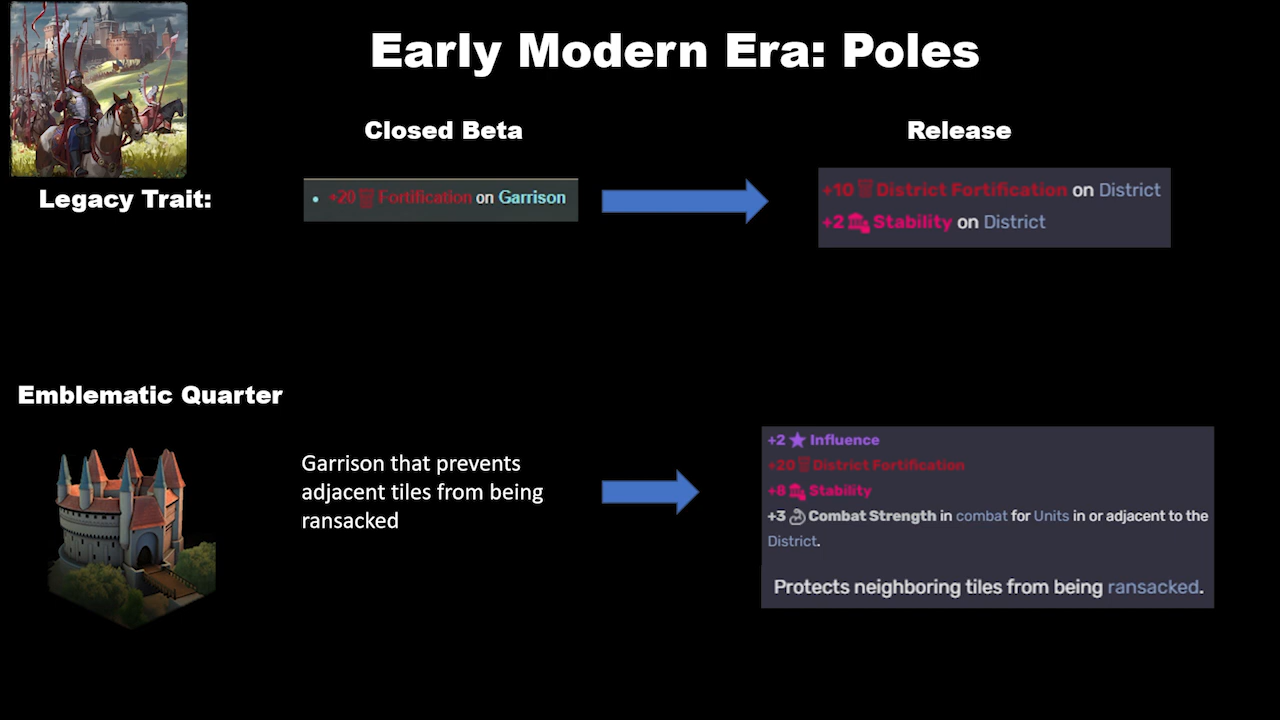 Early Modern Era: Poles
Closed Beta
Release
Legacy Trait:
• +20 Fortification on Garrison
+10 District Fortification on District
+2 Stability on District
Emblematic Quarter
Garrison that prevents
adjacent tiles from being
ransacked
+2 Influence
+20 District Fortification
+8 Stability
+3 Combat Strength in combat for Units in or adjacent to the
District.
Protects neighboring tiles from being ransacked.